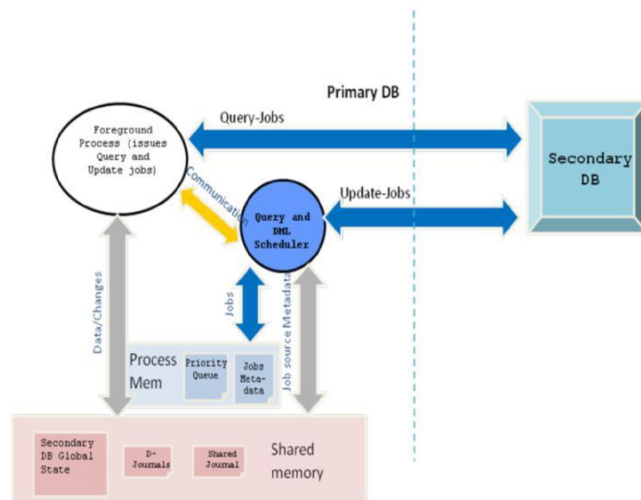 Primary DB
Query-Jobs
Foreground
Process (issues
Query and
Update jobs)
Secondary
DB
Communication
Update-Jobs
Query and
DML
Scheduler
Data/Changes
Jobs
Job source Metadata
Process
Mem
Priority
Queue
Jobs
Meta-
data
Secondary
DB Global
State
D-
Journals
Shared
Journal
Shared
memory